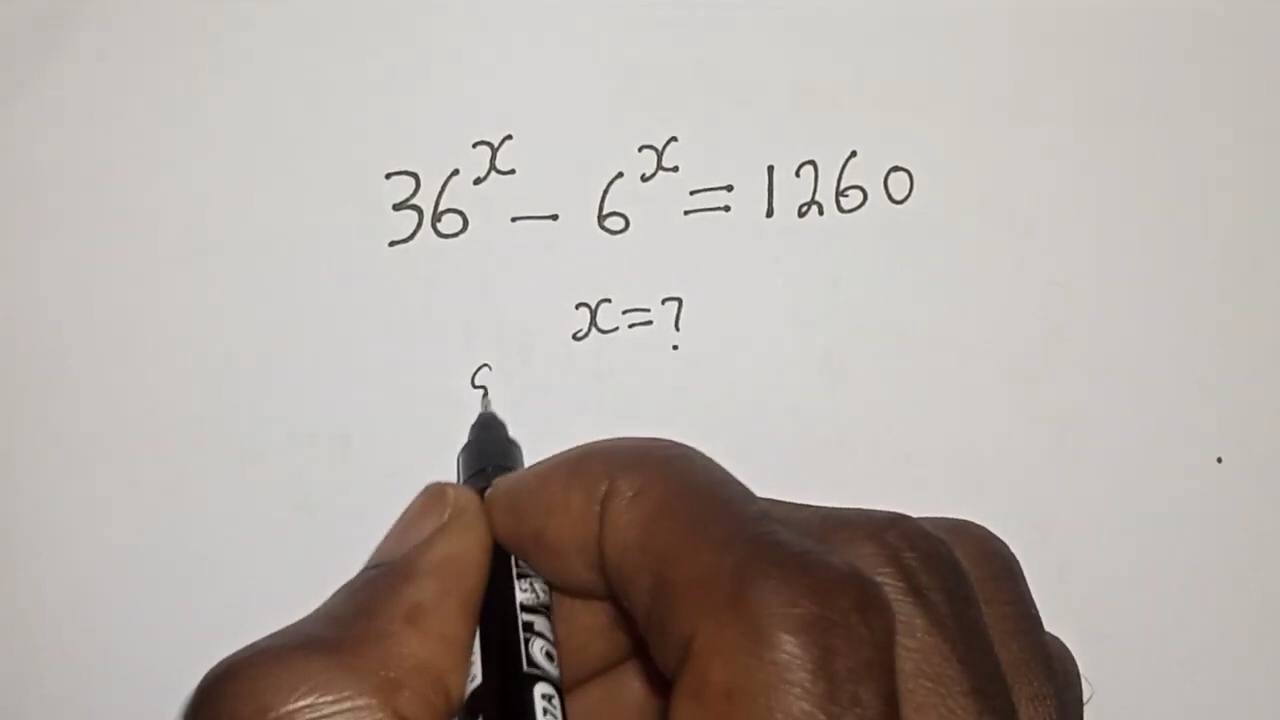 36^x - 6^x = 1260
x = ?